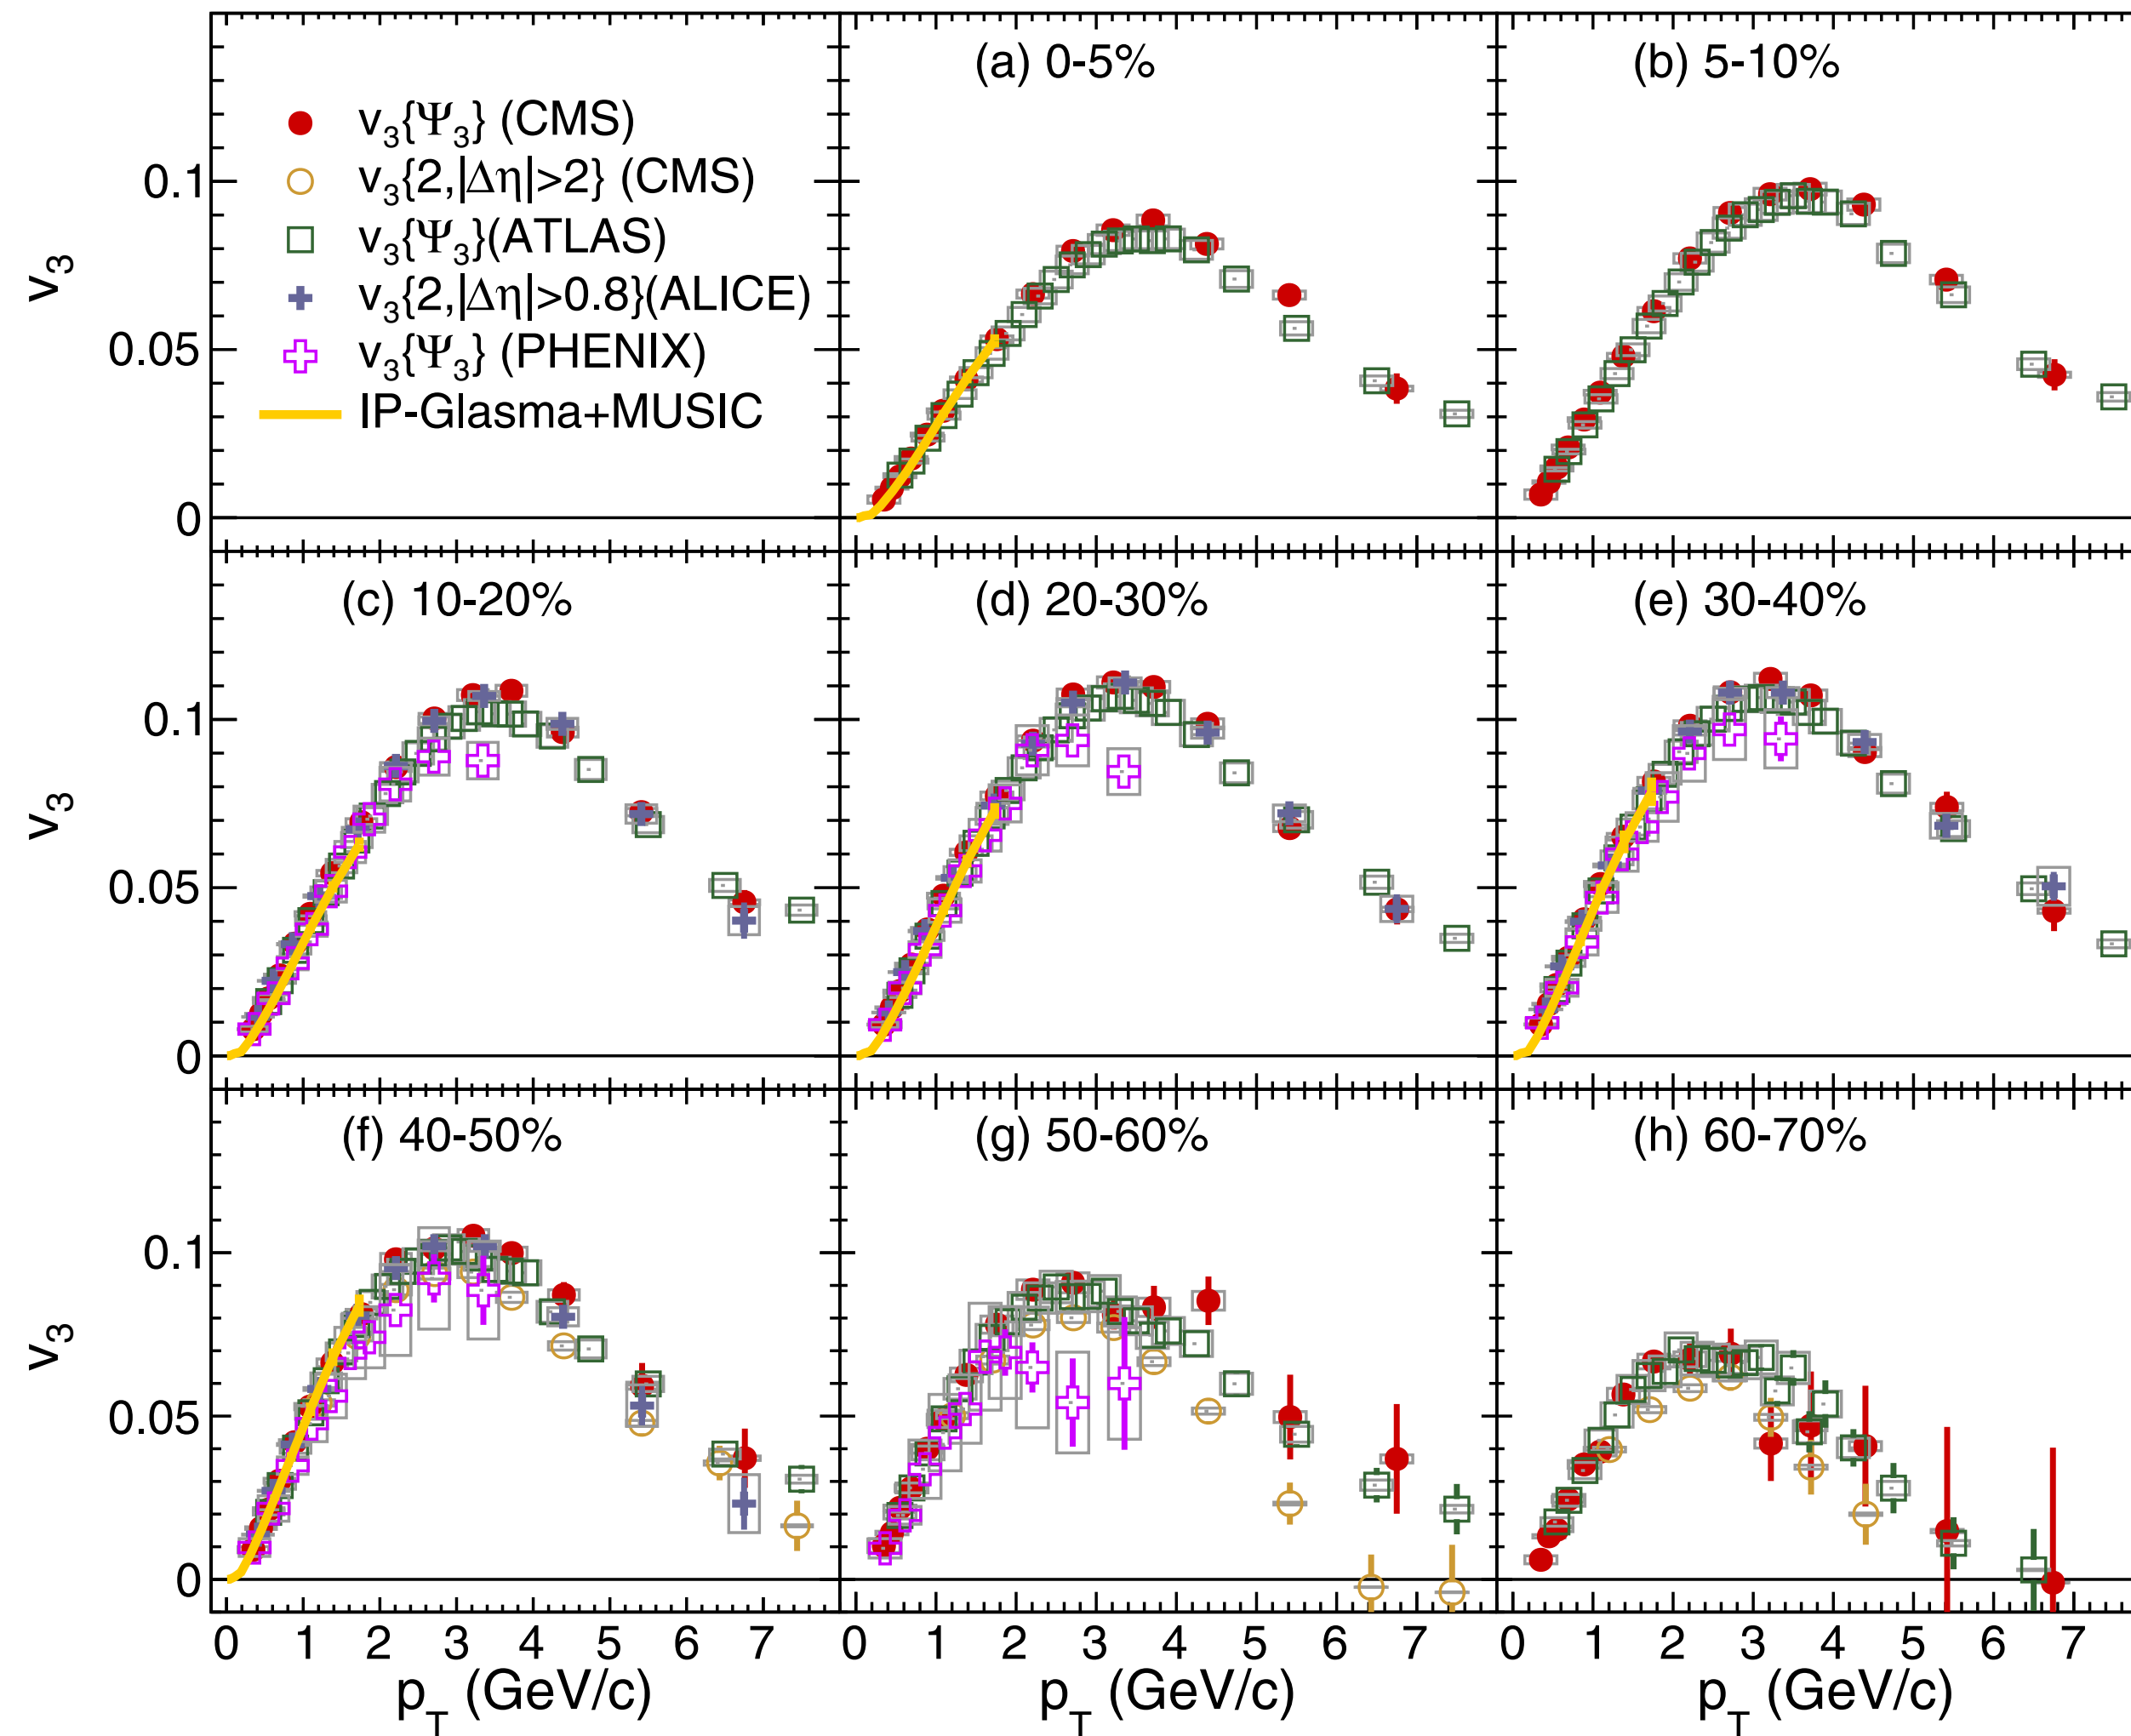 (a) 0-5%
(b) 5-10%
v₃{Ψ₃} (CMS)
v₃{2,|Δη|>2} (CMS)
v₃{Ψ₃}(ATLAS)
v₃{2,|Δη|>0.8}(ALICE)
v₃{Ψ₃} (PHENIX)
IP-Glasma+MUSIC
v₃
0.1
0.05
0
(c) 10-20%
(d) 20-30%
(e) 30-40%
v₃
0.1
0.05
0
(f) 40-50%
(g) 50-60%
(h) 60-70%
v₃
0.1
0.05
0
0 1 2 3 4 5 6 7 0 1 2 3 4 5 6 7 0 1 2 3 4 5 6 7
p_T (GeV/c) p_T (GeV/c) p_T (GeV/c)